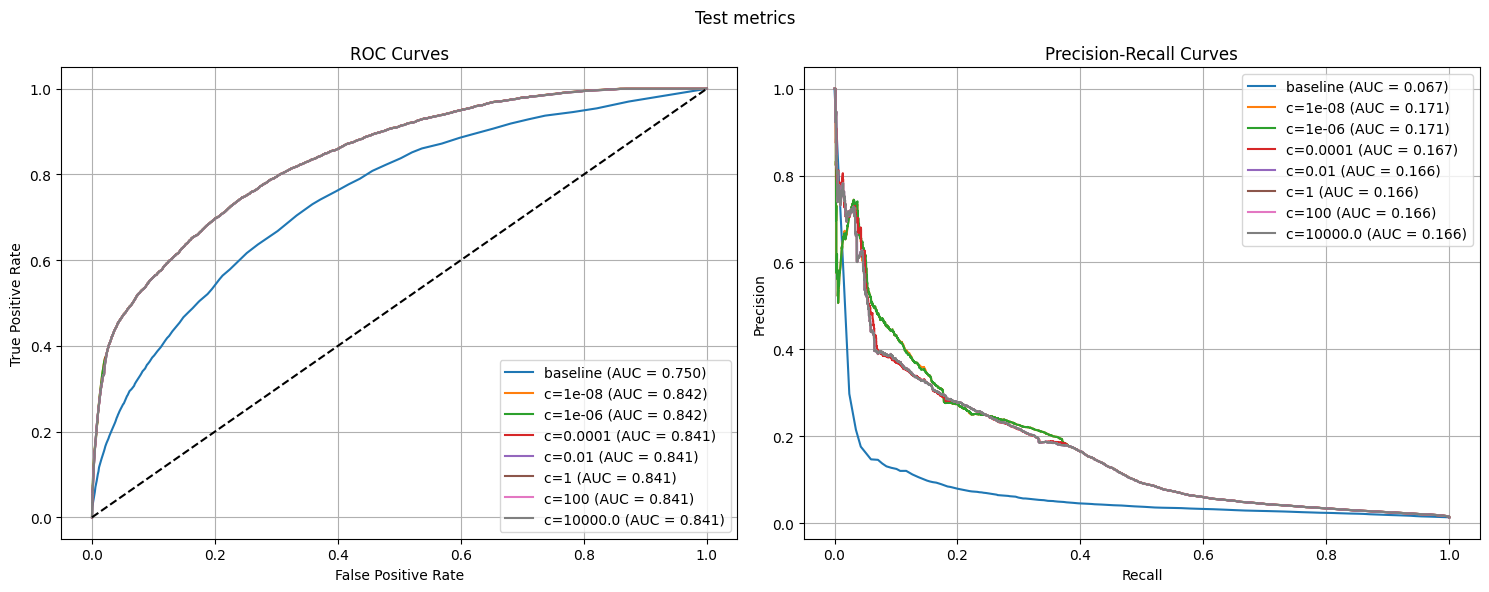 Test metrics
ROC Curves
True Positive Rate
1.0
0.8
0.6
0.4
0.2
0.0
baseline (AUC = 0.750)
c=1e-08 (AUC = 0.842)
c=1e-06 (AUC = 0.842)
c=0.0001 (AUC = 0.841)
c=0.01 (AUC = 0.841)
c=1 (AUC = 0.841)
c=100 (AUC = 0.841)
c=10000.0 (AUC = 0.841)
0.0 0.2 0.4 0.6 0.8 1.0
False Positive Rate
Precision-Recall Curves
Precision
1.0
0.8
0.6
0.4
0.2
0.0
baseline (AUC = 0.067)
c=1e-08 (AUC = 0.171)
c=1e-06 (AUC = 0.171)
c=0.0001 (AUC = 0.167)
c=0.01 (AUC = 0.166)
c=1 (AUC = 0.166)
c=100 (AUC = 0.166)
c=10000.0 (AUC = 0.166)
0.0 0.2 0.4 0.6 0.8 1.0
Recall